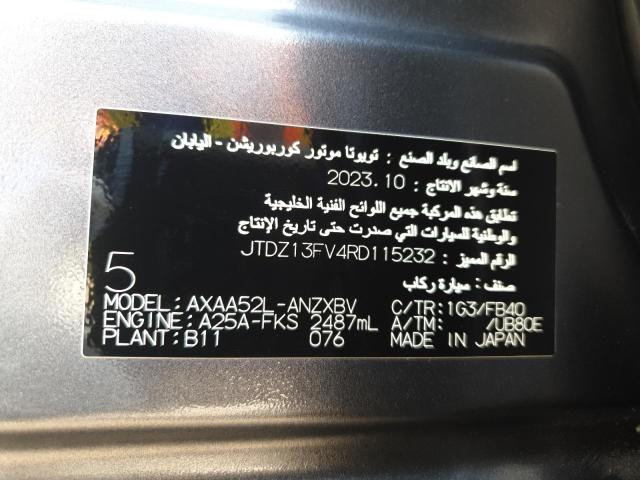 اسم الصانع وبلد الصنع : تويوتا موتور كوربوريشن - اليابان
سنة وشهر الانتاج : 2023.10
تطابق هذه المركبة جميع اللوائح الفنية الخليجية
والوطنية للسيارات التي صدرت حتى تاريخ الإنتاج
الرقم المميز : JTDZ13FV4RD115232
صنف : سيارة ركاب
5
MODEL: AXAA52L-ANZXBV C/TR: 1G3/FB40
ENGINE: A25A-FKS 2487mL A/TM: /UB80E
PLANT: B11 076 MADE IN JAPAN